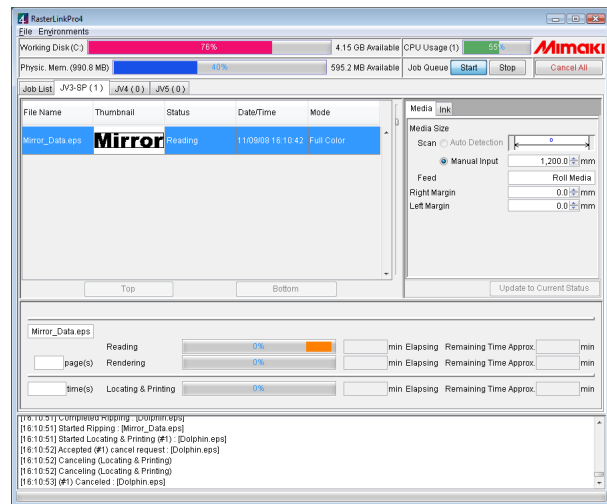 RasterLinkPro4
File Environments
Working Disk (C:) 76% 4.15 GB Available CPU Usage (1) 55% Mimaki
Physic. Mem. (990.8 MB) 40% 595.2 MB Available Job Queue Start Stop Cancel All
Job List JV3-SP ( 1 ) JV4 ( 0 ) JV5 ( 0 )
File Name Thumbnail Status Date/Time Mode
Mirror_Data.eps Mirror Reading 11/09/08 16:10:42 Full Color
Top Bottom
Media Ink
Media Size
Scan Auto Detection 0
Manual Input 1,200.0 mm
Feed Roll Media
Right Margin 0.0 mm
Left Margin 0.0 mm
Update to Current Status
Mirror_Data.eps
Reading 0% min Elapsing Remaining Time Approx. min
page(s) Rendering 0% min Elapsing Remaining Time Approx. min
time(s) Locating & Printing 0% min Elapsing Remaining Time Approx. min
[16:10:51] Completed Ripping : [Dolphin.eps]
[16:10:51] Started Ripping : [Mirror_Data.eps]
[16:10:51] Started Locating & Printing (#1) : [Dolphin.eps]
[16:10:52] Accepted (#1) cancel request : [Dolphin.eps]
[16:10:52] Canceling (Locating & Printing)
[16:10:52] Canceling (Locating & Printing)
[16:10:53] (#1) Canceled : [Dolphin.eps]